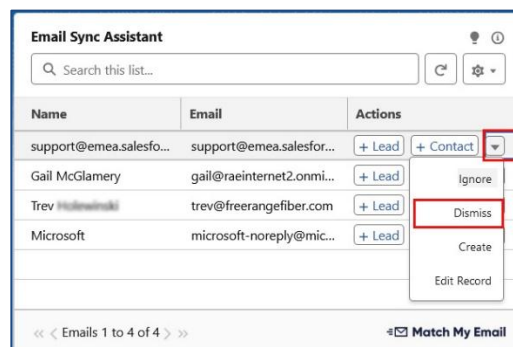 Email Sync Assistant
Search this list...
Name Email Actions
support@emea.salesfo... support@emea.salesfor... + Lead + Contact
Gail McGlamery gail@raeinternet2.onmi... + Lead
Trev trev@freerangefiber.com + Lead
Microsoft microsoft-noreply@mic... + Lead
Ignore
Dismiss
Create
Edit Record
Emails 1 to 4 of 4
Match My Email